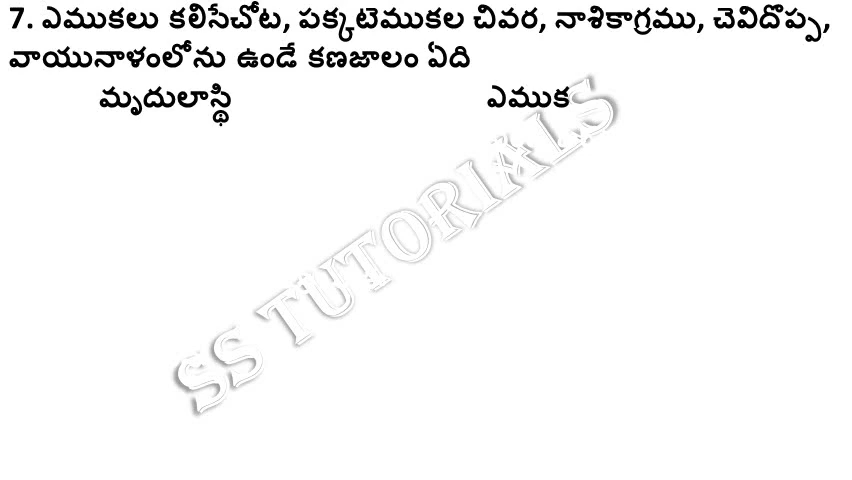 7. ఎముకలు కలిసేచోట, పక్కటెముకల చివర, నాశికాగ్రము, చెవిదొప్ప,
వాయునాళంలోను ఉండే కణజాలం ఏది
మృదులాస్థి ఎముక
SS TUTORIALS